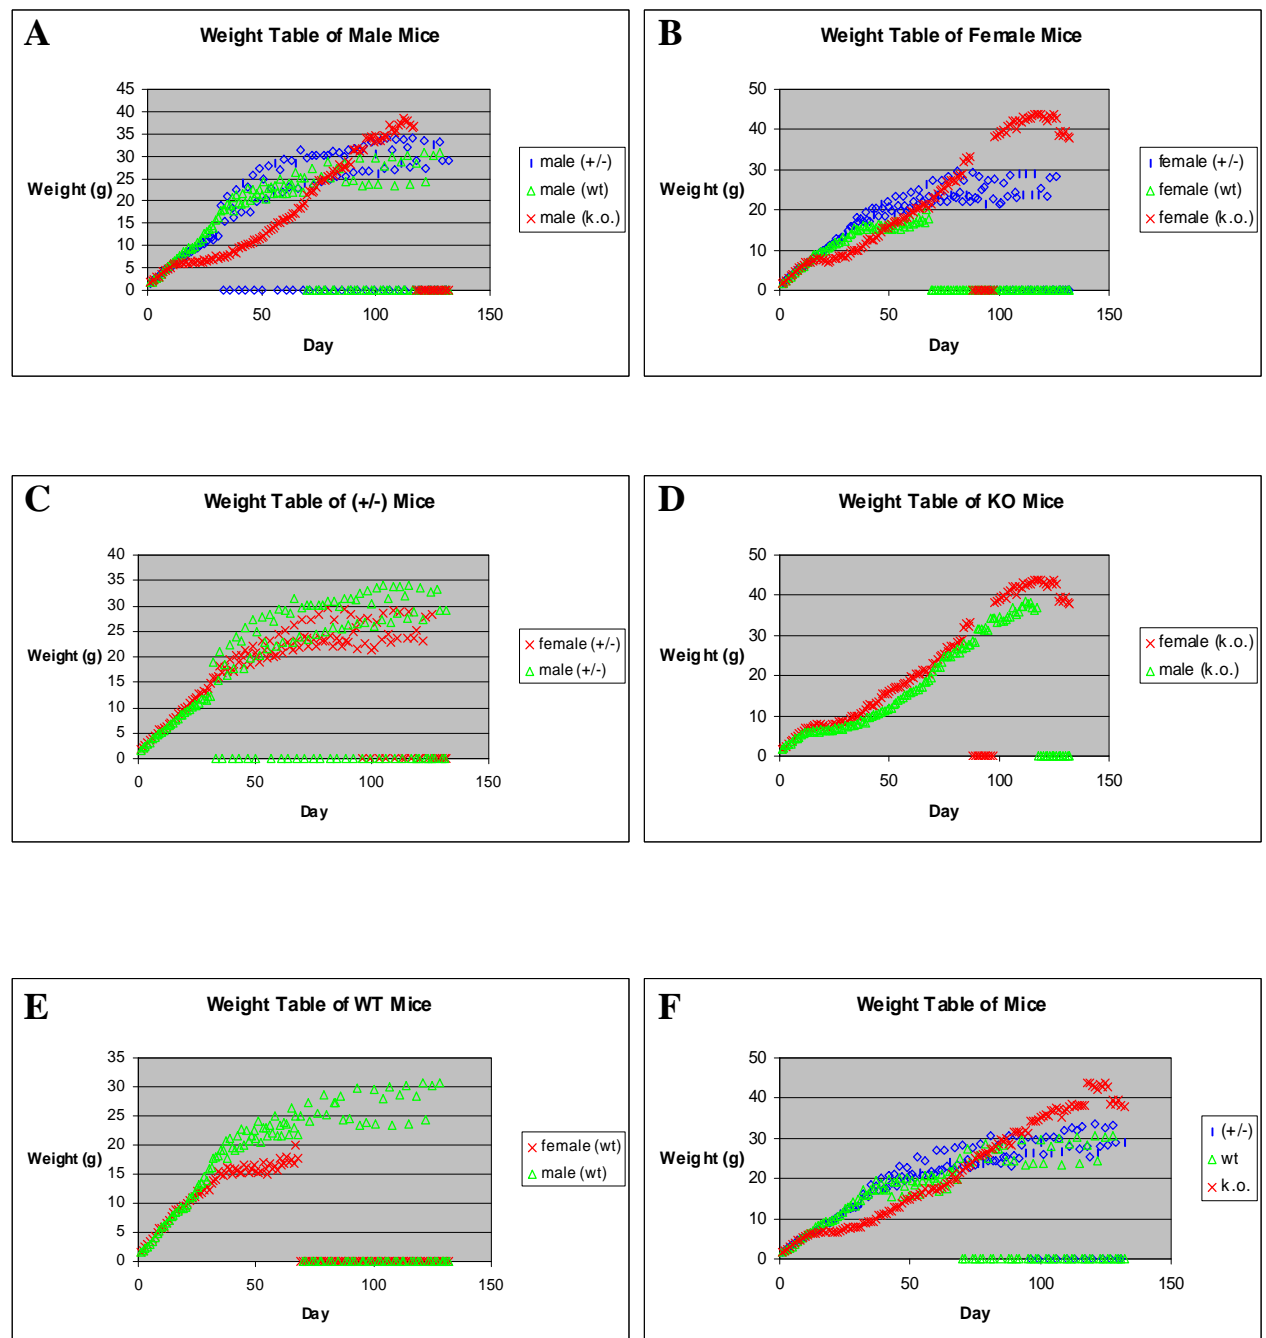 A
Weight Table of Male Mice
45
40
35
30
25
20
15
10
5
0
Weight (g)
0 50 100 150
Day
male (+/-)
male (wt)
male (k.o.)
B
Weight Table of Female Mice
50
40
30
20
10
0
Weight (g)
0 50 100 150
Day
female (+/-)
female (wt)
female (k.o.)
C
Weight Table of (+/-) Mice
40
35
30
25
20
15
10
5
0
Weight (g)
0 50 100 150
Day
female (+/-)
male (+/-)
D
Weight Table of KO Mice
50
40
30
20
10
0
Weight (g)
0 50 100 150
Day
female (k.o.)
male (k.o.)
E
Weight Table of WT Mice
35
30
25
20
15
10
5
0
Weight (g)
0 50 100 150
Day
female (wt)
male (wt)
F
Weight Table of Mice
50
40
30
20
10
0
Weight (g)
0 50 100 150
Day
(+/-)
wt
k.o.